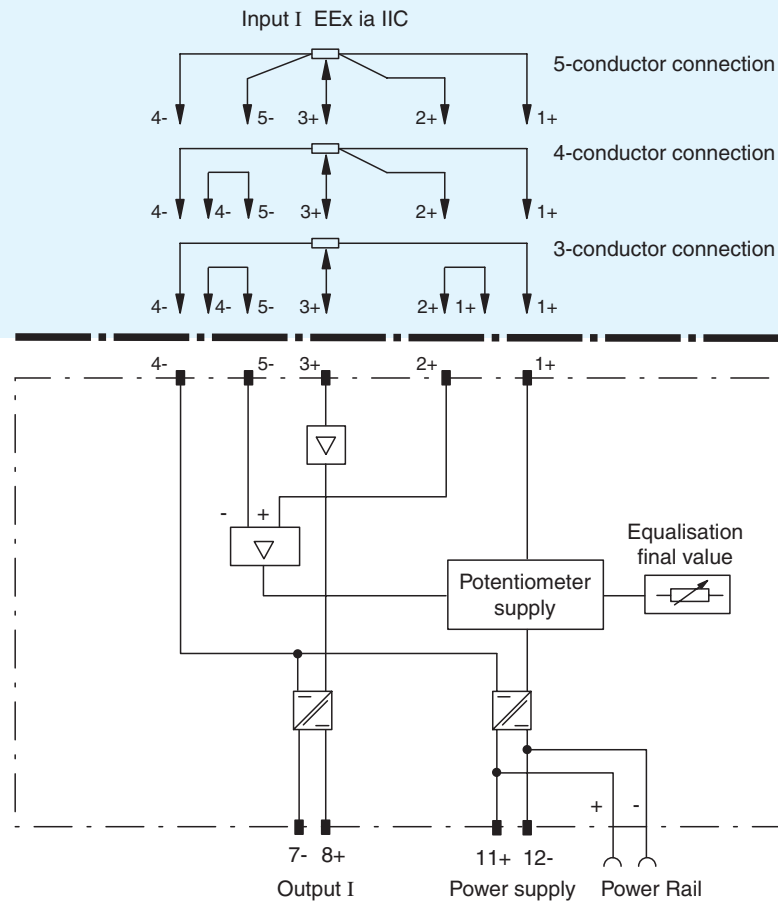 Input I EEx ia IIC
5-conductor connection
4- 5- 3+ 2+ 1+
4-conductor connection
4- 4- 5- 3+ 2+ 1+
3-conductor connection
4- 4- 5- 3+ 2+ 1+ 1+
4- 5- 3+ 2+ 1+
- +
Equalisation
final value
Potentiometer
supply
+ -
7- 8+ 11+ 12-
Output I Power supply Power Rail